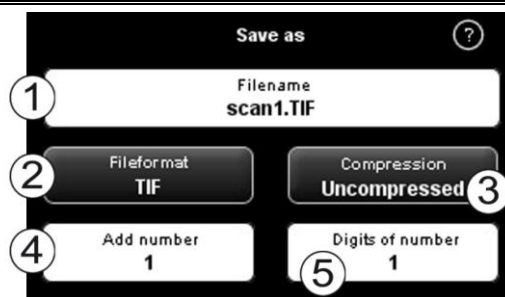 Save as
?
1
Filename
scan1.TIF
2
Fileformat
TIF
Compression
Uncompressed
3
4
Add number
1
Digits of number
1
5